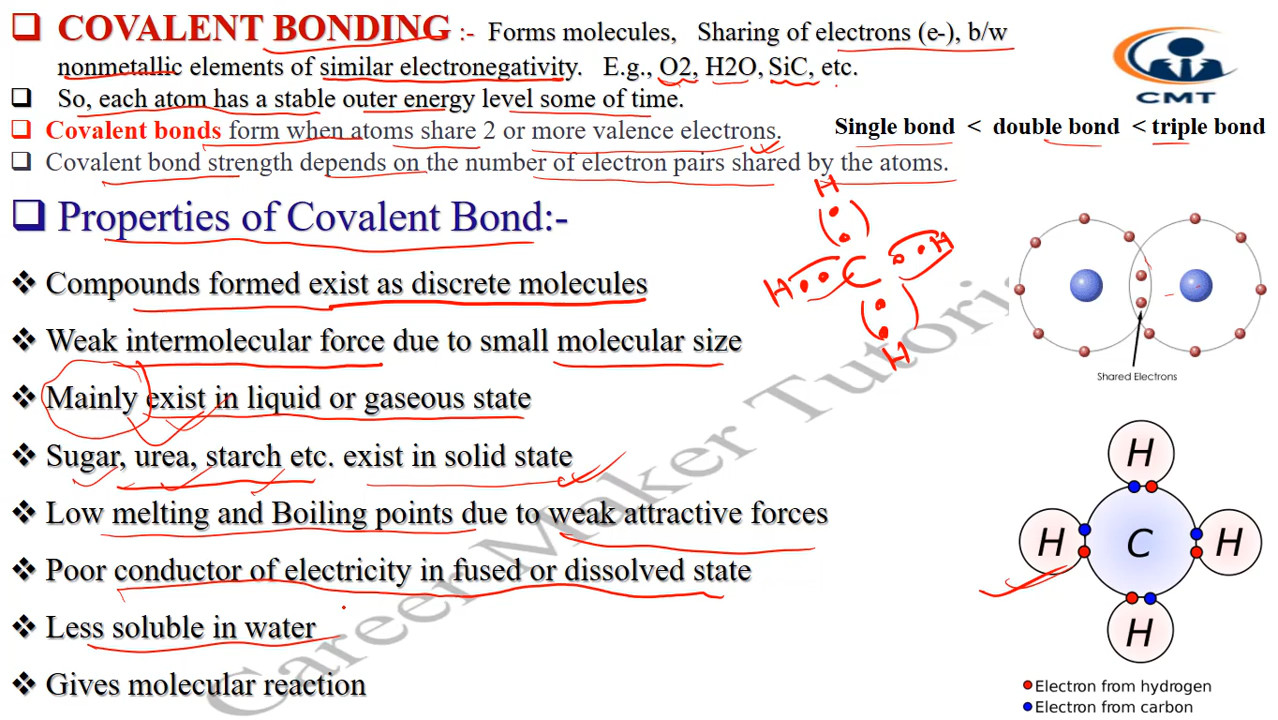 COVALENT BONDING :- Forms molecules, Sharing of electrons (e-), b/w
nonmetallic elements of similar electronegativity. E.g., O2, H2O, SiC, etc.
So, each atom has a stable outer energy level some of time.
Covalent bonds form when atoms share 2 or more valence electrons.
Covalent bond strength depends on the number of electron pairs shared by the atoms.
CMT
Single bond < double bond < triple bond
Properties of Covalent Bond:-
Compounds formed exist as discrete molecules
Weak intermolecular force due to small molecular size
Mainly exist in liquid or gaseous state
Sugar, urea, starch etc. exist in solid state
Low melting and Boiling points due to weak attractive forces
Poor conductor of electricity in fused or dissolved state
Less soluble in water
Gives molecular reaction
H
H C H
H
Shared Electrons
H
H C H
H
Electron from hydrogen
Electron from carbon
Career Maker Tutoria